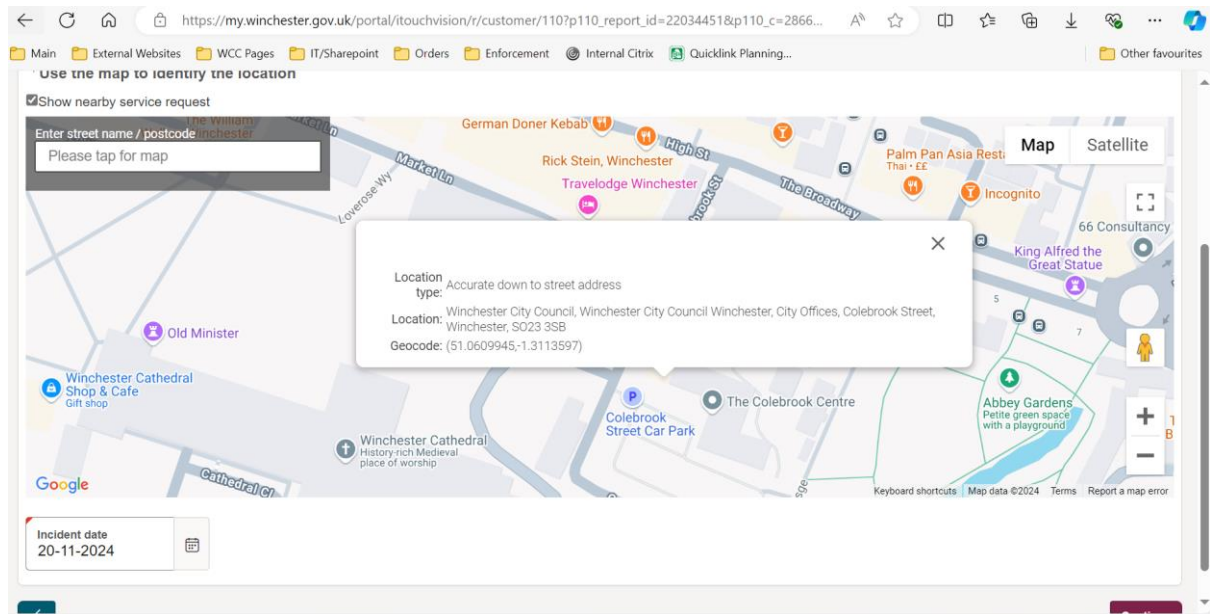 https://my.winchester.gov.uk/portal/itouchvision/r/customer/110?p110_report_id=22034451８&p110_c=2866...
Main
External Websites
WCC Pages
IT/Sharepoint
Orders
Enforcement
Internal Citrix
Quicklink Planning...
Other favourites
Use the map to identify the location
Show nearby service request
Enter street name / postcode
Please tap for map
Map
Satellite
German Doner Kebab
High St
Market Ln
Rick Stein, Winchester
Palm Pan Asia Resta
Thai • ££
Travelodge Winchester
The Broadway
Incognito
Loverose Wy
66 Consultancy
King Alfred the
Great Statue
Location type: Accurate down to street address
Location: Winchester City Council, Winchester City Council Winchester, City Offices, Colebrook Street,
Winchester, SO23 3SB
Geocode: (51.0609945,-1.3113597)
5
7
Old Minister
Winchester Cathedral
Shop & Cafe
Gift shop
P
Colebrook
Street Car Park
The Colebrook Centre
Abbey Gardens
Petite green space
with a playground
Winchester Cathedral
History-rich Medieval
place of worship
Cathedral Cl
Google
Keyboard shortcuts
Map data ©2024
Terms
Report a map error
Incident date
20-11-2024